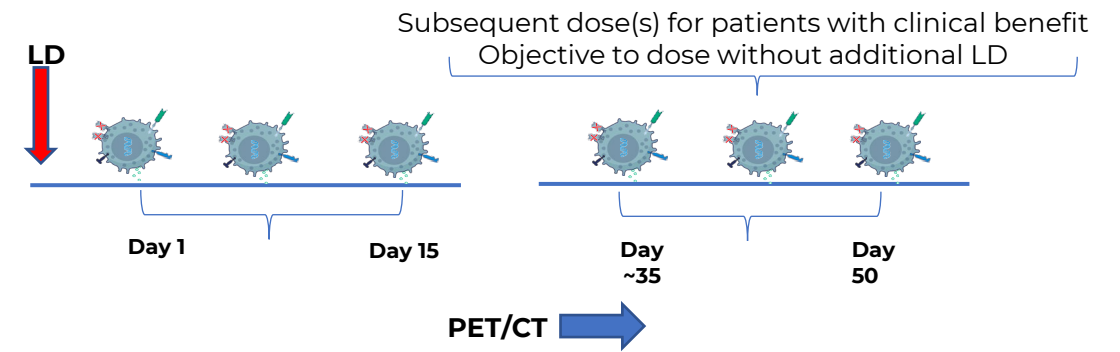 Subsequent dose(s) for patients with clinical benefit
Objective to dose without additional LD
LD
Day 1
Day 15
Day
~35
Day
50
PET/CT